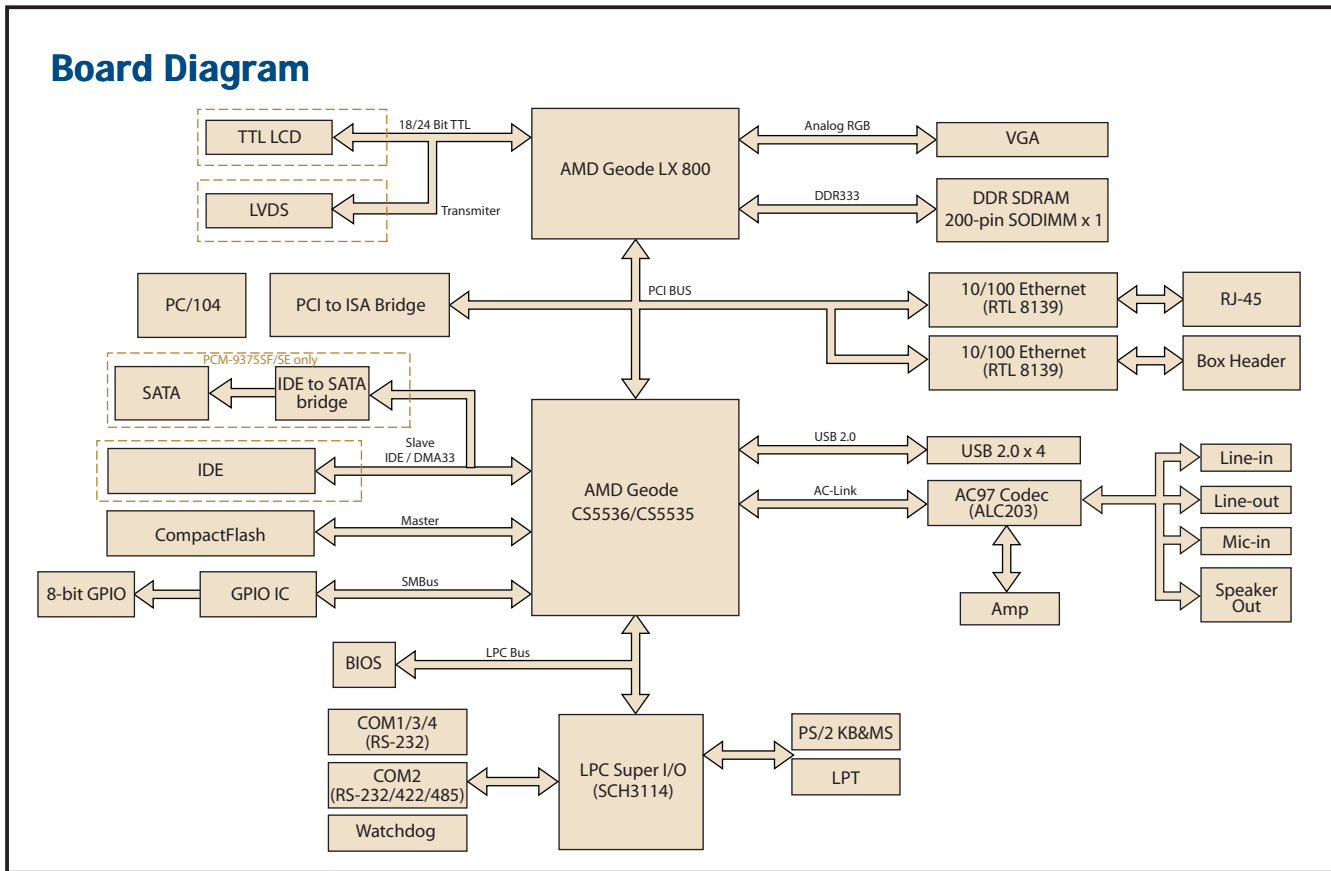 Board Diagram
TTL LCD
18/24 Bit TTL
AMD Geode LX 800
Analog RGB
VGA
LVDS
Transmiter
DDR333
DDR SDRAM
200-pin SODIMM x 1
PC/104
PCI to ISA Bridge
PCI BUS
10/100 Ethernet
(RTL 8139)
RJ-45
10/100 Ethernet
(RTL 8139)
Box Header
PCM-9375SF/SE only
SATA
IDE to SATA
bridge
Slave
IDE / DMA33
IDE
AMD Geode
CS5536/CS5535
USB 2.0
USB 2.0 x 4
AC-Link
AC97 Codec
(ALC203)
Line-in
Line-out
Mic-in
Speaker
Out
Amp
CompactFlash
Master
8-bit GPIO
GPIO IC
SMBus
BIOS
LPC Bus
COM1/3/4
(RS-232)
COM2
(RS-232/422/485)
Watchdog
LPC Super I/O
(SCH3114)
PS/2 KB&MS
LPT